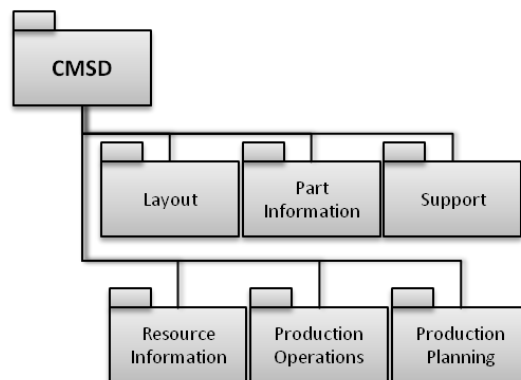 CMSD
Layout
Part
Information
Support
Resource
Information
Production
Operations
Production
Planning